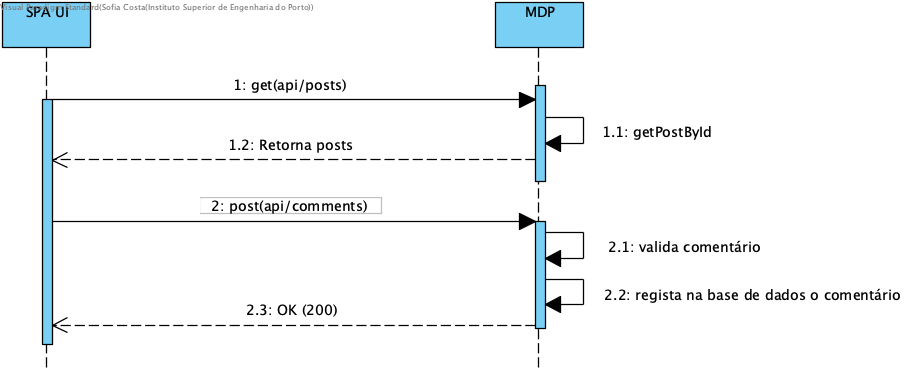 Visual Paradigm Standard(Sofia Costa(Instituto Superior de Engenharia do Porto))
SPA UI
MDP
1: get(api/posts)
1.1: getPostById
1.2: Retorna posts
2: post(api/comments)
2.1: valida comentário
2.2: regista na base de dados o comentário
2.3: OK (200)